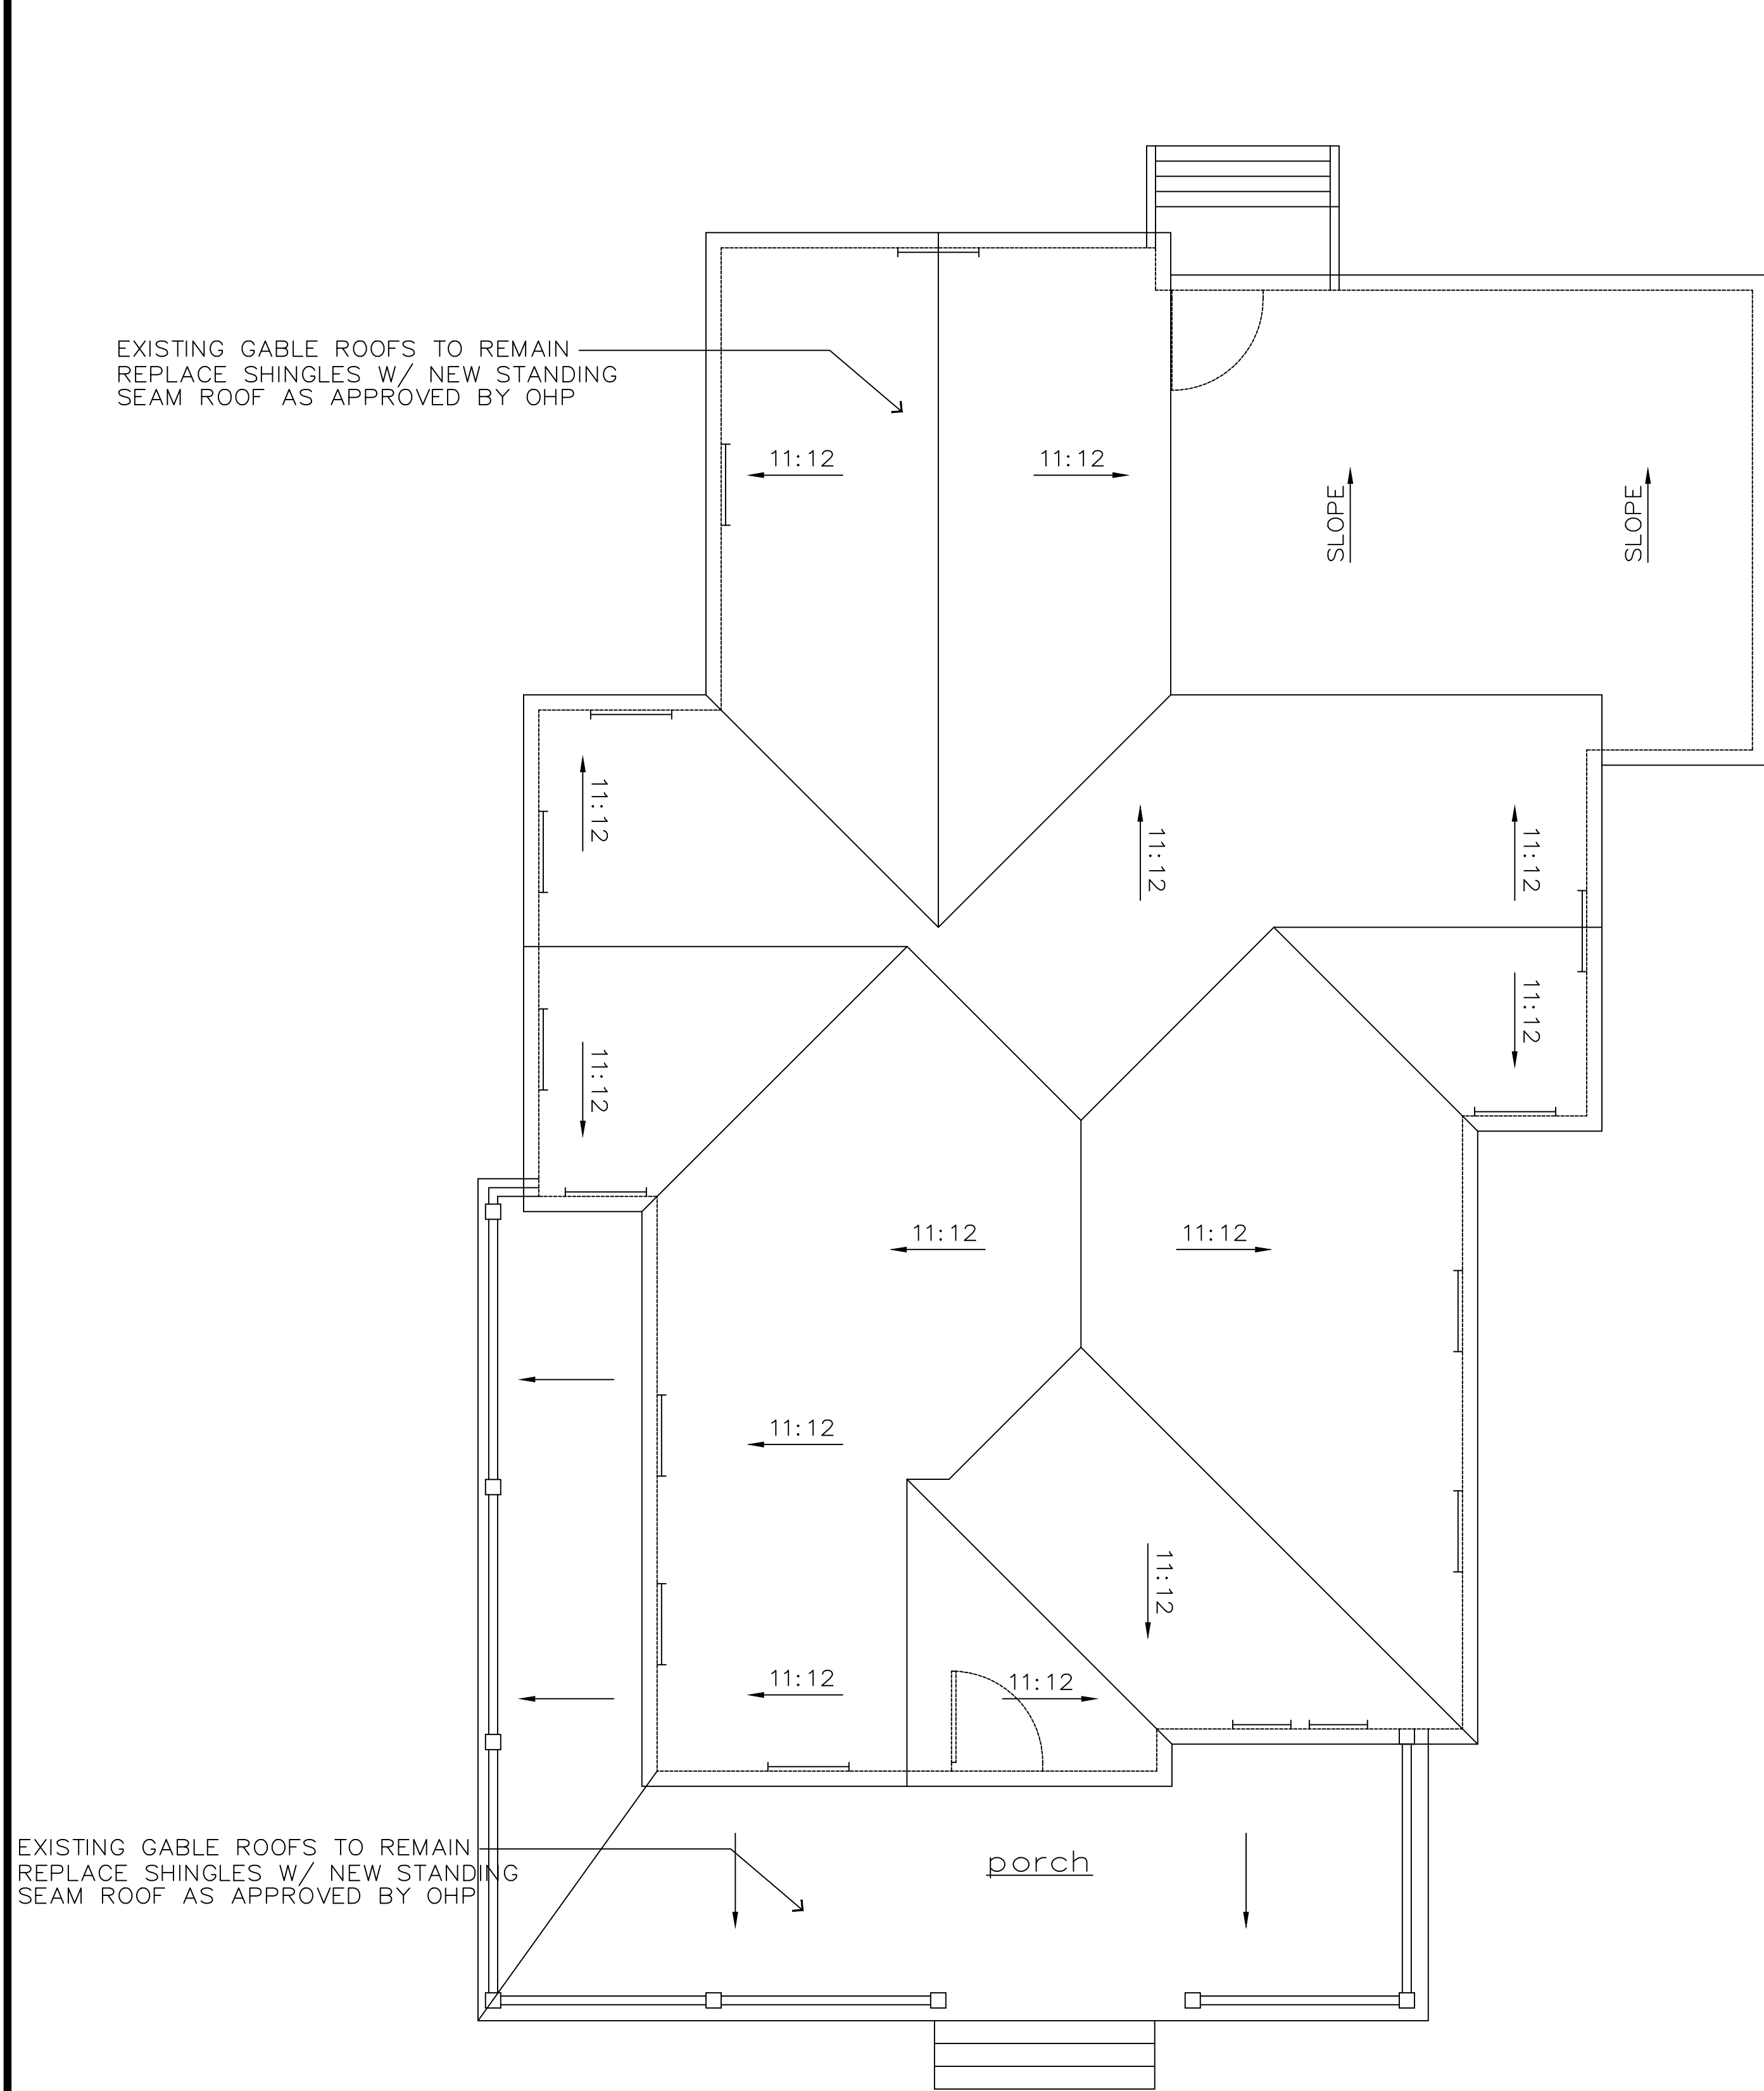 EXISTING GABLE ROOFS TO REMAIN
REPLACE SHINGLES W/ NEW STANDING
SEAM ROOF AS APPROVED BY OHP
11:12
11:12
SLOPE
SLOPE
11:12
11:12
11:12
11:12
11:12
11:12
11:12
11:12
11:12
11:12
11:12
EXISTING GABLE ROOFS TO REMAIN
REPLACE SHINGLES W/ NEW STANDING
SEAM ROOF AS APPROVED BY OHP
porch